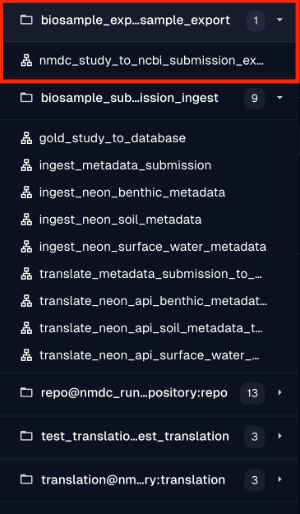 biosample_exp...sample_export 1
nmdc_study_to_ncbi_submission_ex...
biosample_sub...ission_ingest 9
gold_study_to_database
ingest_metadata_submission
ingest_neon_benthic_metadata
ingest_neon_soil_metadata
ingest_neon_surface_water_metadata
translate_metadata_submission_to_...
translate_neon_api_benthic_metadat...
translate_neon_api_soil_metadata_t...
translate_neon_api_surface_water_...
repo@nmdc_run...pository:repo 13
test_translatio...est_translation 3
translation@nm...ry:translation 3